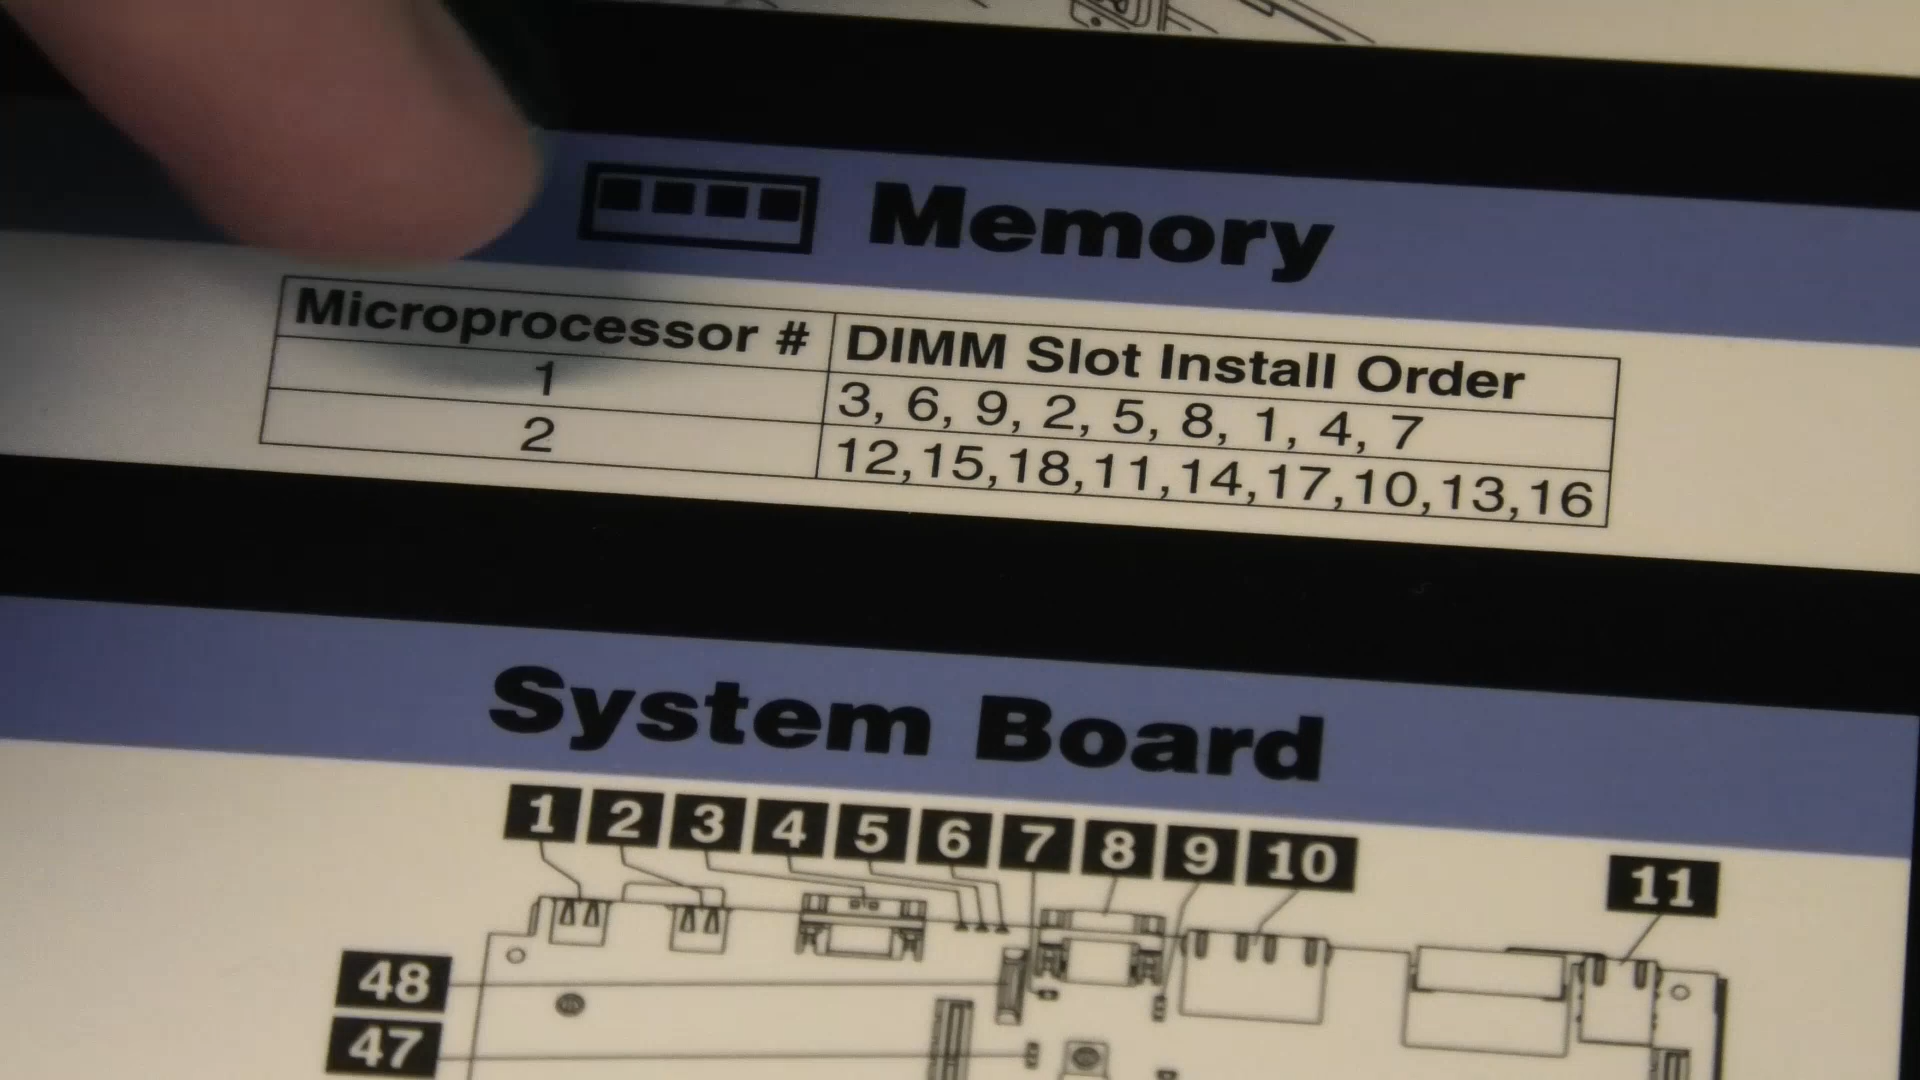 Memory
Microprocessor # DIMM Slot Install Order
1 3, 6, 9, 2, 5, 8, 1, 4, 7
2 12,15,18,11,14,17,10,13,16
System Board
1 2 3 4 5 6 7 8 9 10 11
48
47